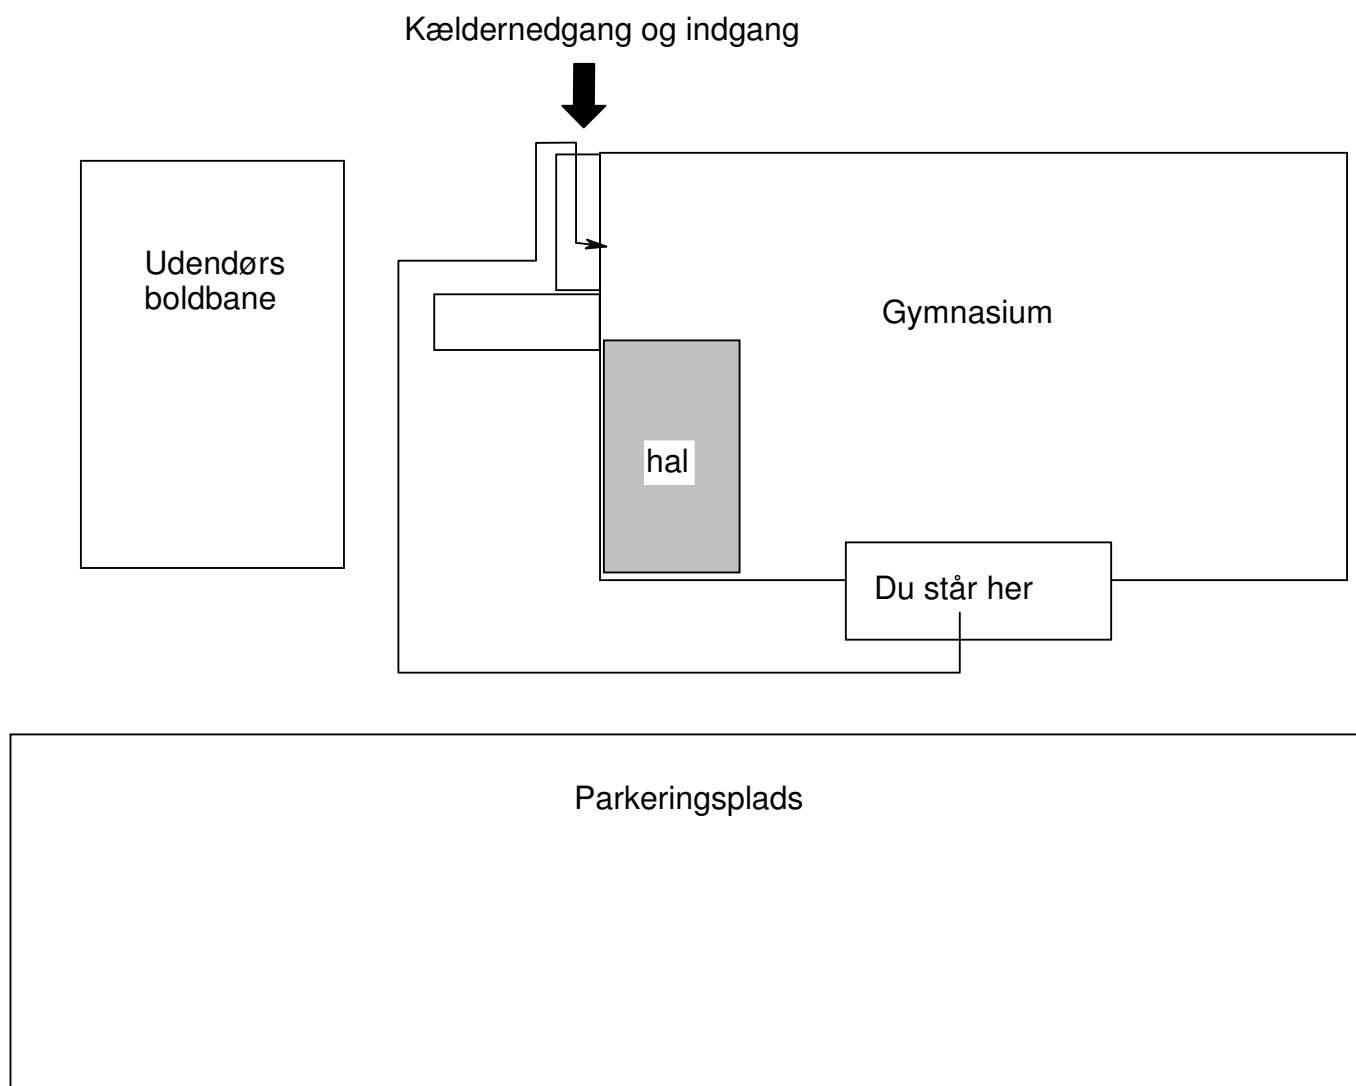 Kældernedgang og indgang
Udendørs
boldbane
Gymnasium
hal
Du står her
Parkeringsplads